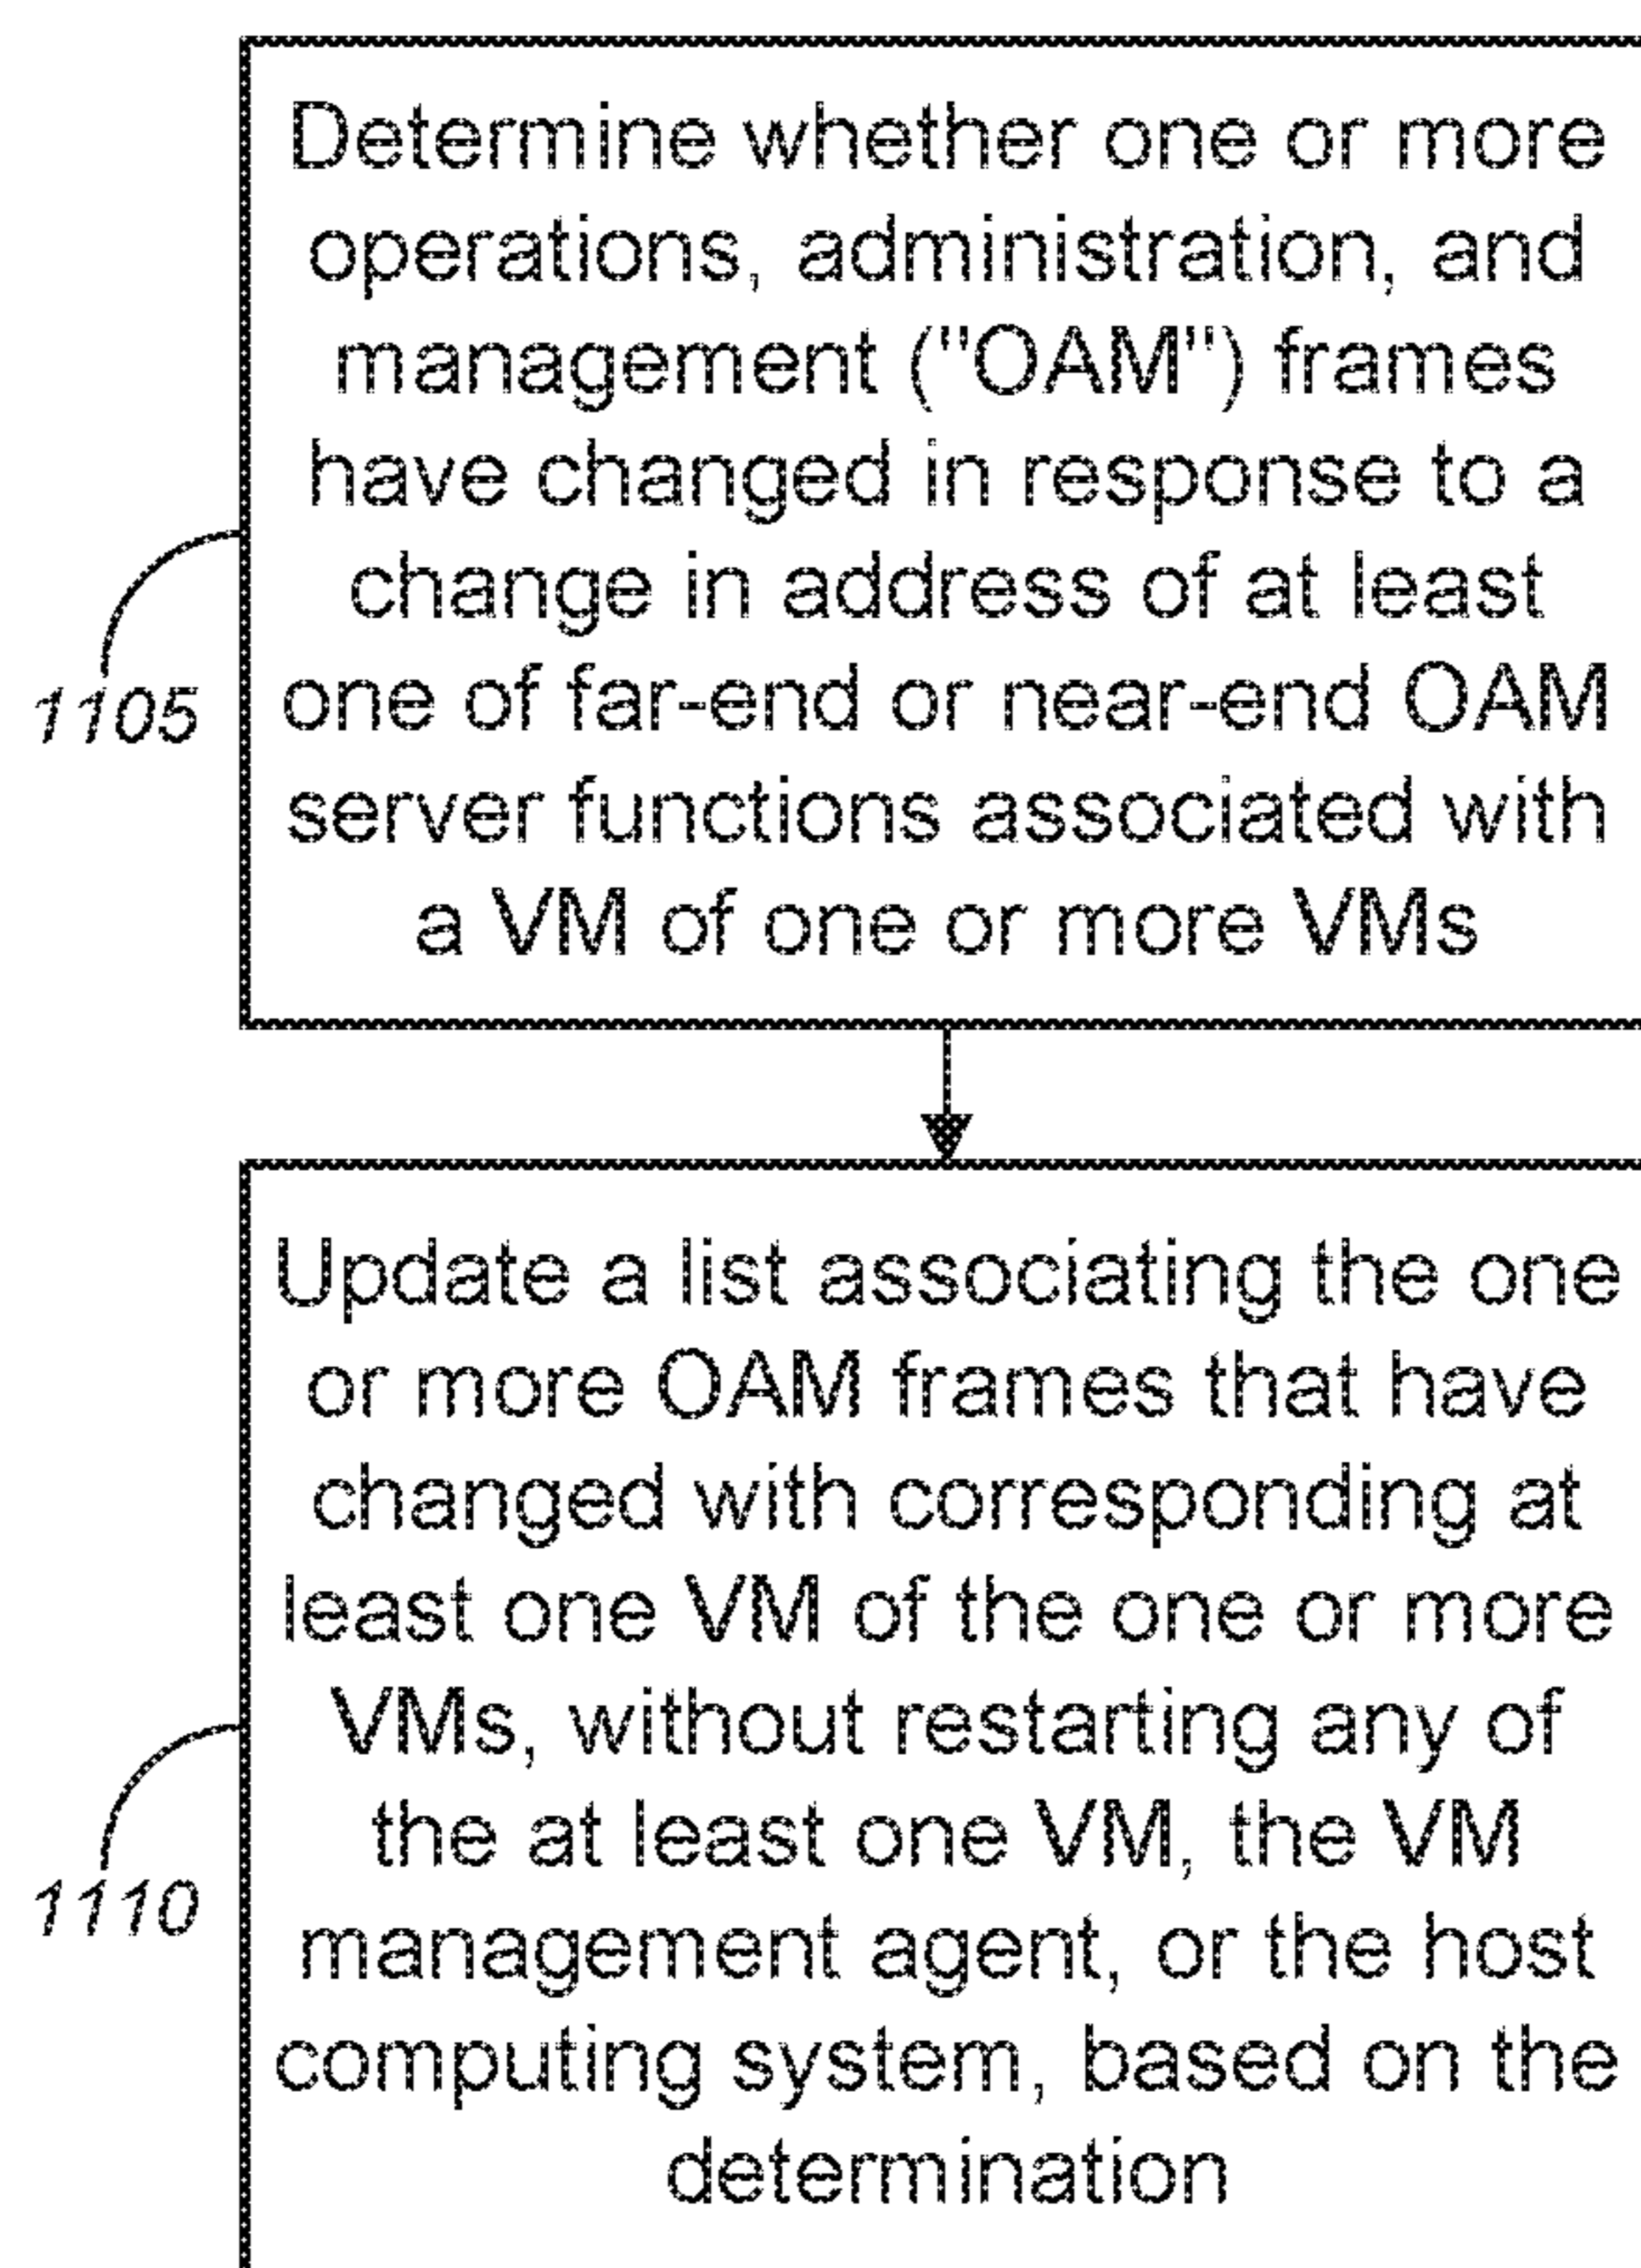 Determine whether one or more
operations, administration, and
management ("OAM") frames
have changed in response to a
change in address of at least
one of far-end or near-end OAM
server functions associated with
a VM of one or more VMs
1105
Update a list associating the one
or more OAM frames that have
changed with corresponding at
least one VM of the one or more
VMs, without restarting any of
the at least one VM, the VM
management agent, or the host
computing system, based on the
determination
1110